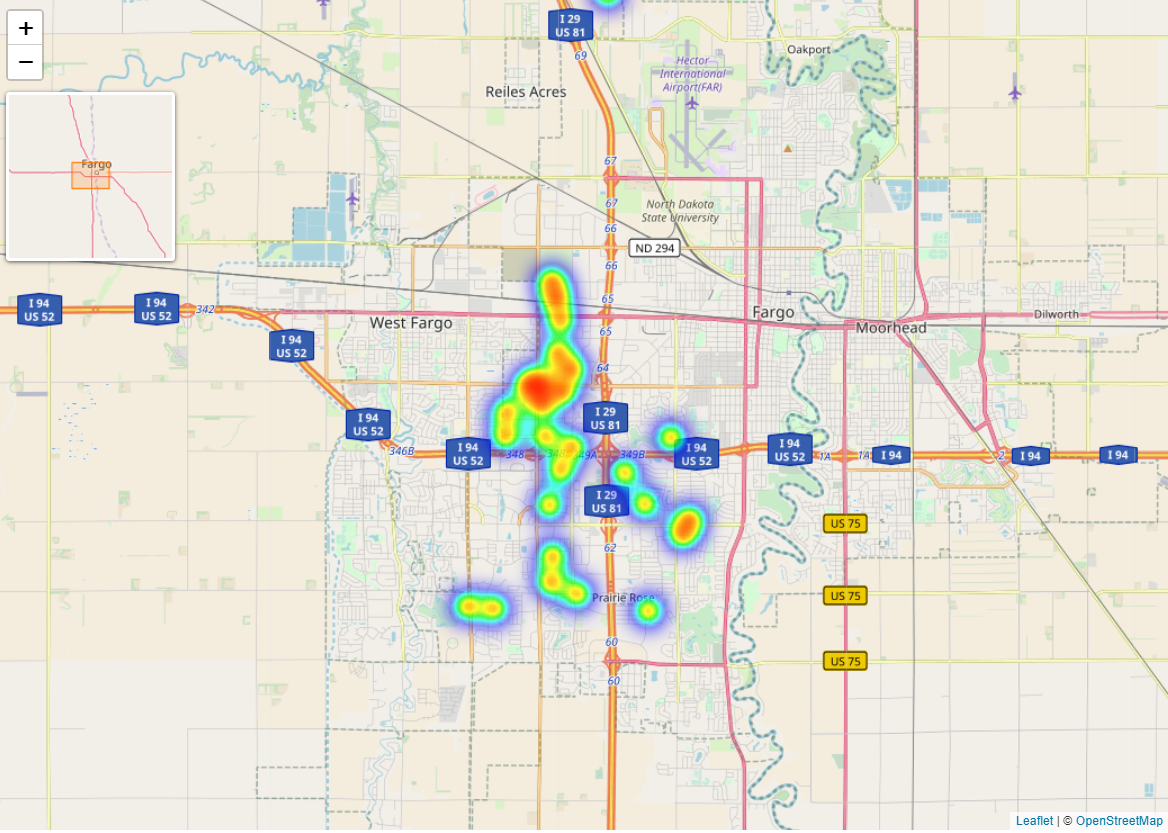 +
−
Fargo
I 29
US 81
69
Oakport
Hector
International
Airport(FAR)
Reiles Acres
67
67
North Dakota
State University
66
ND 294
66
I 94
US 52
I 94
US 52
342
65
West Fargo
Fargo
Moorhead
Dilworth
65
I 94
US 52
64
I 29
US 81
I 94
US 52
346B
I 94
US 52
348
349B
I 94
US 52
I 94
US 52
1A
1A
I 94
2
I 94
I 94
I 29
US 81
US 75
62
Prairie Rose
US 75
60
US 75
60
Leaflet | © OpenStreetMap